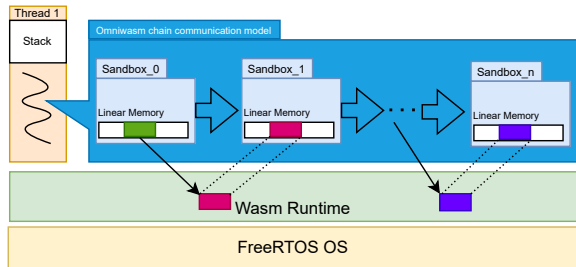 Thread 1
Stack
Omniwasm chain communication model
Sandbox_0
Linear Memory
Sandbox_1
Linear Memory
Sandbox_n
Linear Memory
Wasm Runtime
FreeRTOS OS